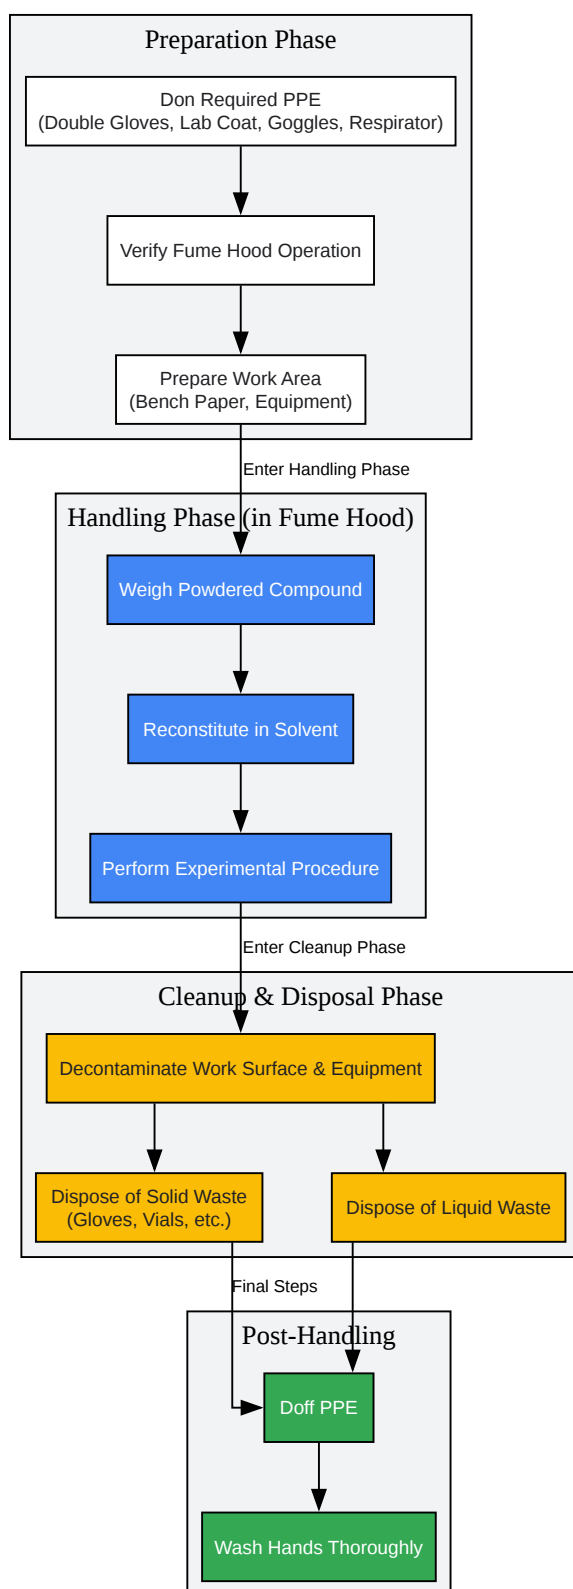 Preparation Phase
Don Required PPE
(Double Gloves, Lab Coat, Goggles, Respirator)
Verify Fume Hood Operation
Prepare Work Area
(Bench Paper, Equipment)
Enter Handling Phase
Handling Phase (in Fume Hood)
Weigh Powdered Compound
Reconstitute in Solvent
Perform Experimental Procedure
Enter Cleanup Phase
Cleanup & Disposal Phase
Decontaminate Work Surface & Equipment
Dispose of Solid Waste
(Gloves, Vials, etc.)
Dispose of Liquid Waste
Final Steps
Post-Handling
Doff PPE
Wash Hands Thoroughly